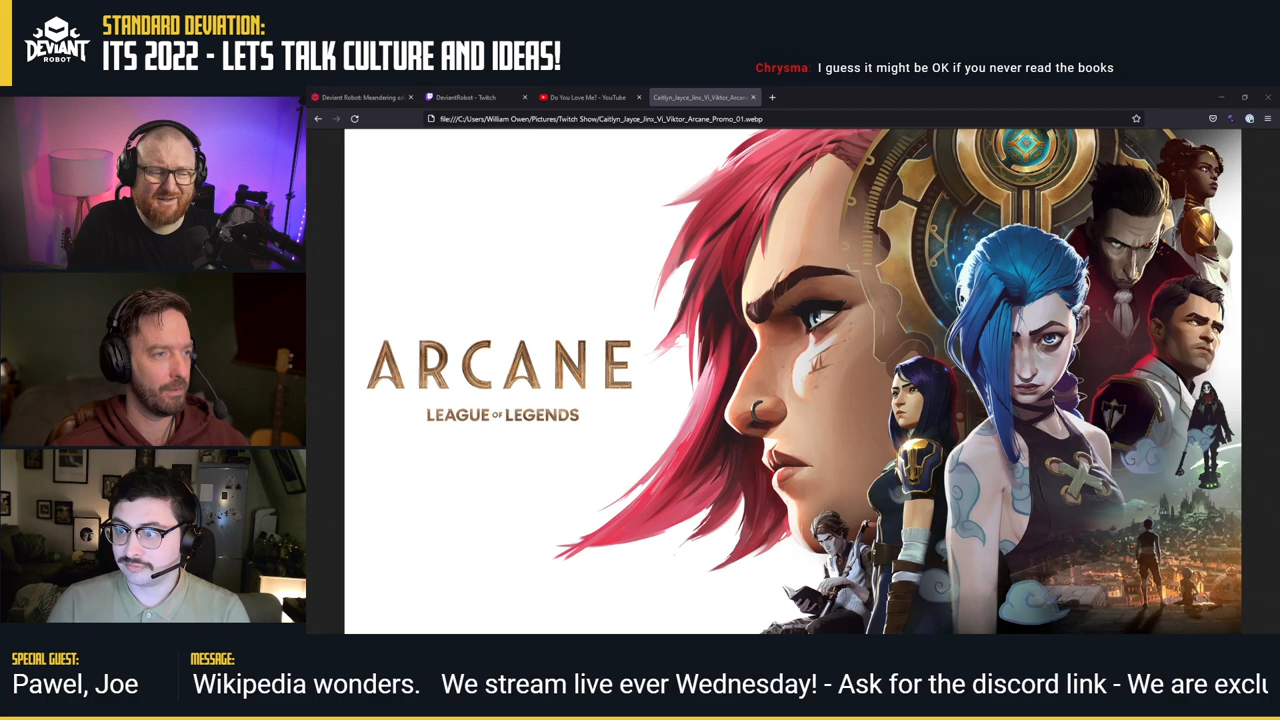 DEVIANT
ROBOT
STANDARD DEVIATION:
ITS 2022 - LETS TALK CULTURE AND IDEAS!
Chrysma: I guess it might be OK if you never read the books
Deviant Robot: Meandering ad
DeviantRobot - Twitch
Do You Love Me? - YouTube
Caitlyn_Jayce_Jinx_Vi_Viktor_Arcane
file:///C:/Users/William Owen/Pictures/Twitch Show/Caitlyn_Jayce_Jinx_Vi_Viktor_Arcane_Promo_01.webp
ARCANE
LEAGUE OF LEGENDS
SPECIAL GUEST:
Pawel, Joe
MESSAGE:
Wikipedia wonders. We stream live ever Wednesday! - Ask for the discord link - We are exclu